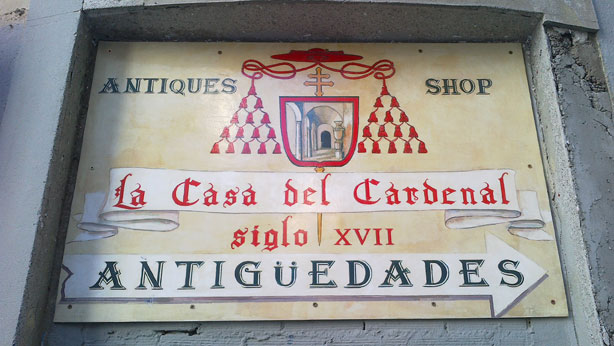 ANTIQUES SHOP
La Casa del Cardenal
siglo XVII
ANTIGÜEDADES